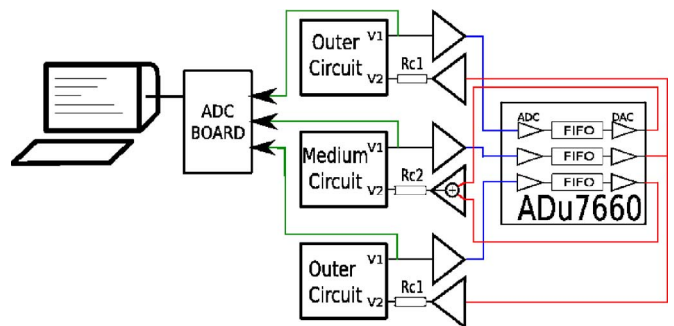 Outer
Circuit
V1
V2
Rc1
ADC
BOARD
Medium
Circuit
V1
V2
Rc2
+
ADC
DAC
FIFO
FIFO
FIFO
ADu7660
Outer
Circuit
V1
V2
Rc1